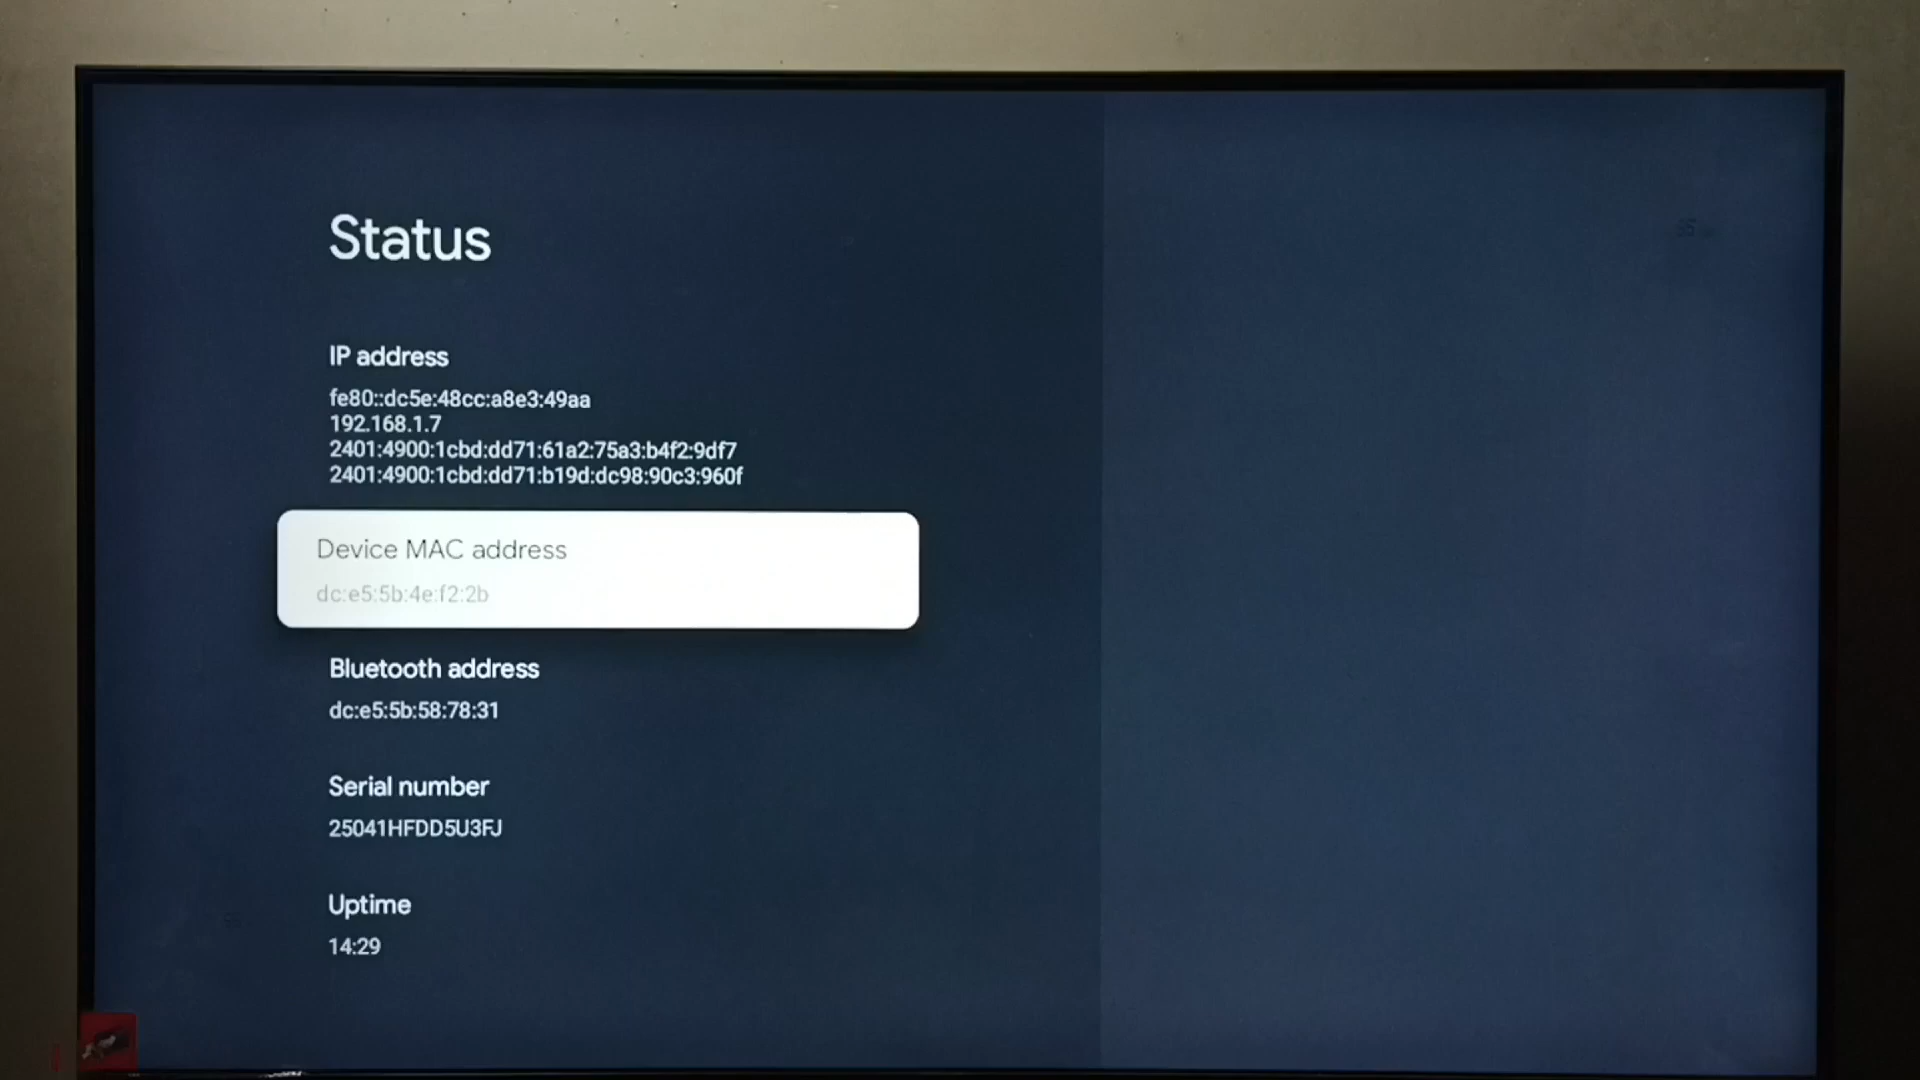 Status
IP address
fe80::dc5e:48cc:a8e3:49aa
192.168.1.7
2401:4900:1cbd:dd71:61a2:75a3:b4f2:9df7
2401:4900:1cbd:dd71:b19d:dc98:90c3:960f
Device MAC address
dc:e5:5b:4e:f2:2b
Bluetooth address
dc:e5:5b:58:78:31
Serial number
25041HFDD5U3FJ
Uptime
14:29